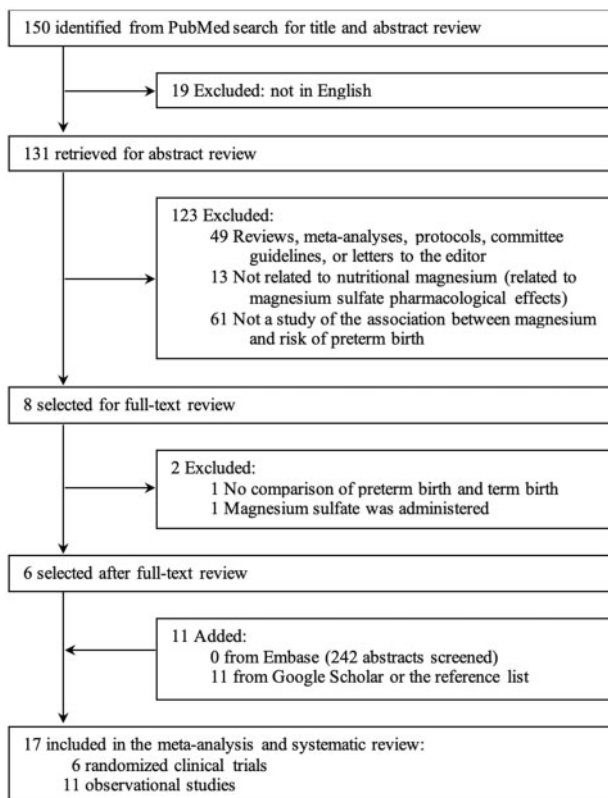 150 identified from PubMed search for title and abstract review
19 Excluded: not in English
131 retrieved for abstract review
123 Excluded:
49 Reviews, meta-analyses, protocols, committee
guidelines, or letters to the editor
13 Not related to nutritional magnesium (related to
magnesium sulfate pharmacological effects)
61 Not a study of the association between magnesium
and risk of preterm birth
8 selected for full-text review
2 Excluded:
1 No comparison of preterm birth and term birth
1 Magnesium sulfate was administered
6 selected after full-text review
11 Added:
0 from Embase (242 abstracts screened)
11 from Google Scholar or the reference list
17 included in the meta-analysis and systematic review:
6 randomized clinical trials
11 observational studies